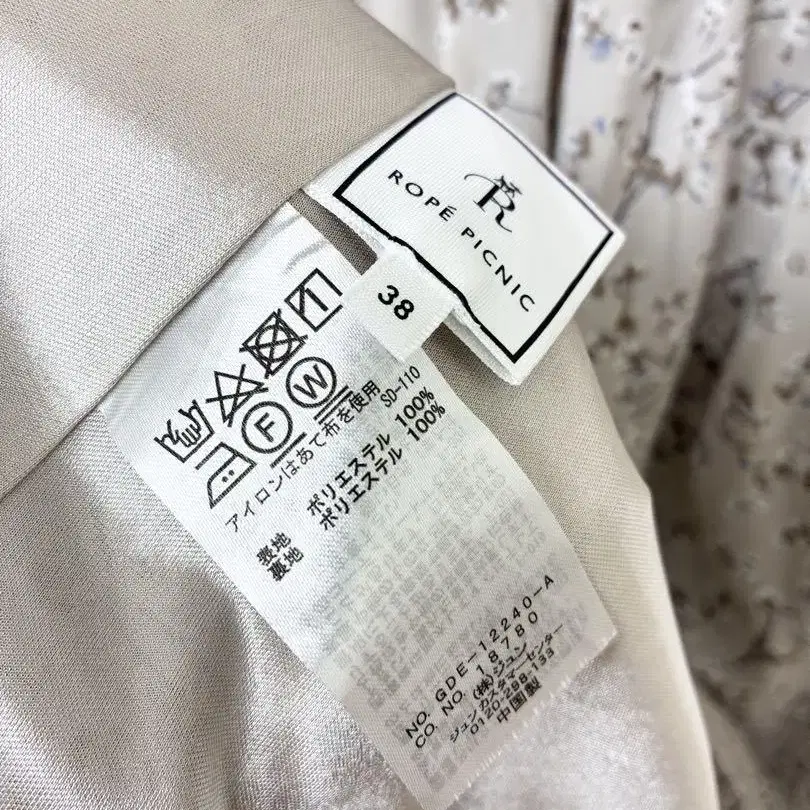 R
ROPÉ PICNIC
38
F W
アイロンはあて布を使用
SD-110
表地 ポリエステル 100%
裏地 ポリエステル 100%
NO. GDE-12240-A
CO. NO. 18780
(株)ジュン
ジュンカスタマーセンター
0120-298-133
中国製